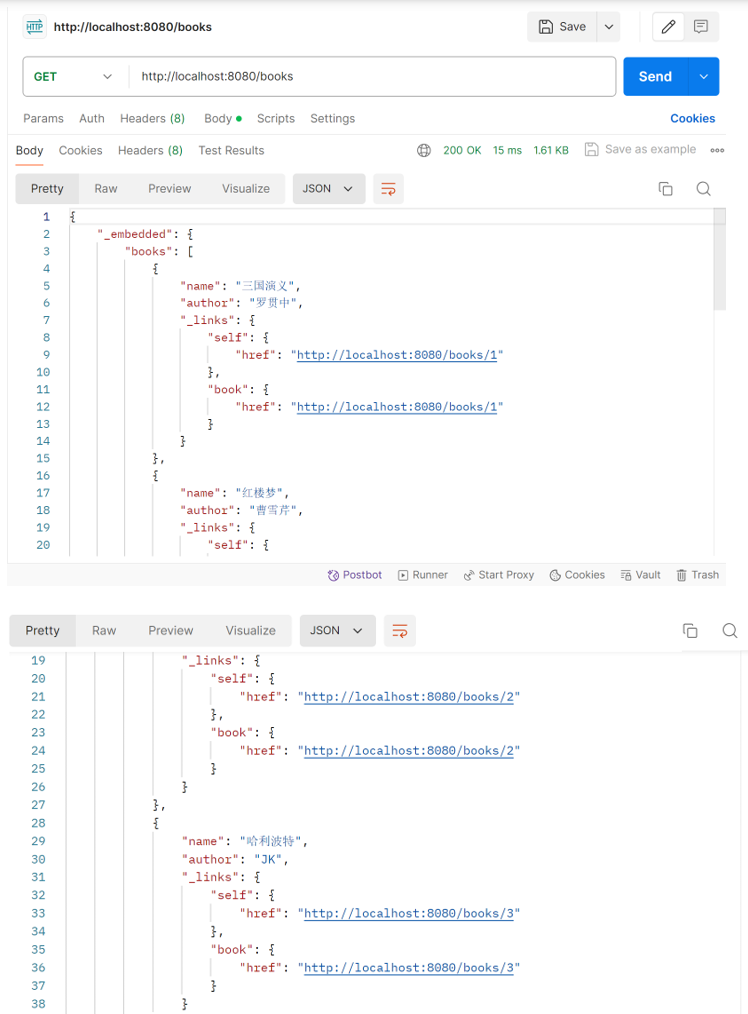 HTTP http://localhost:8080/books Save
GET http://localhost:8080/books Send
Params Auth Headers (8) Body Scripts Settings Cookies
Body Cookies Headers (8) Test Results 200 OK 15 ms 1.61 KB Save as example
Pretty Raw Preview Visualize JSON
1 {
2 "_embedded": {
3 "books": [
4 {
5 "name": "三国演义",
6 "author": "罗贯中",
7 "_links": {
8 "self": {
9 "href": "http://localhost:8080/books/1"
10 },
11 "book": {
12 "href": "http://localhost:8080/books/1"
13 }
14 }
15 },
16 {
17 "name": "红楼梦",
18 "author": "曹雪芹",
19 "_links": {
20 "self": {
Postbot Runner Start Proxy Cookies Vault Trash
Pretty Raw Preview Visualize JSON
19 "_links": {
20 "self": {
21 "href": "http://localhost:8080/books/2"
22 },
23 "book": {
24 "href": "http://localhost:8080/books/2"
25 }
26 }
27 },
28 {
29 "name": "哈利波特",
30 "author": "JK",
31 "_links": {
32 "self": {
33 "href": "http://localhost:8080/books/3"
34 },
35 "book": {
36 "href": "http://localhost:8080/books/3"
37 }
38 }